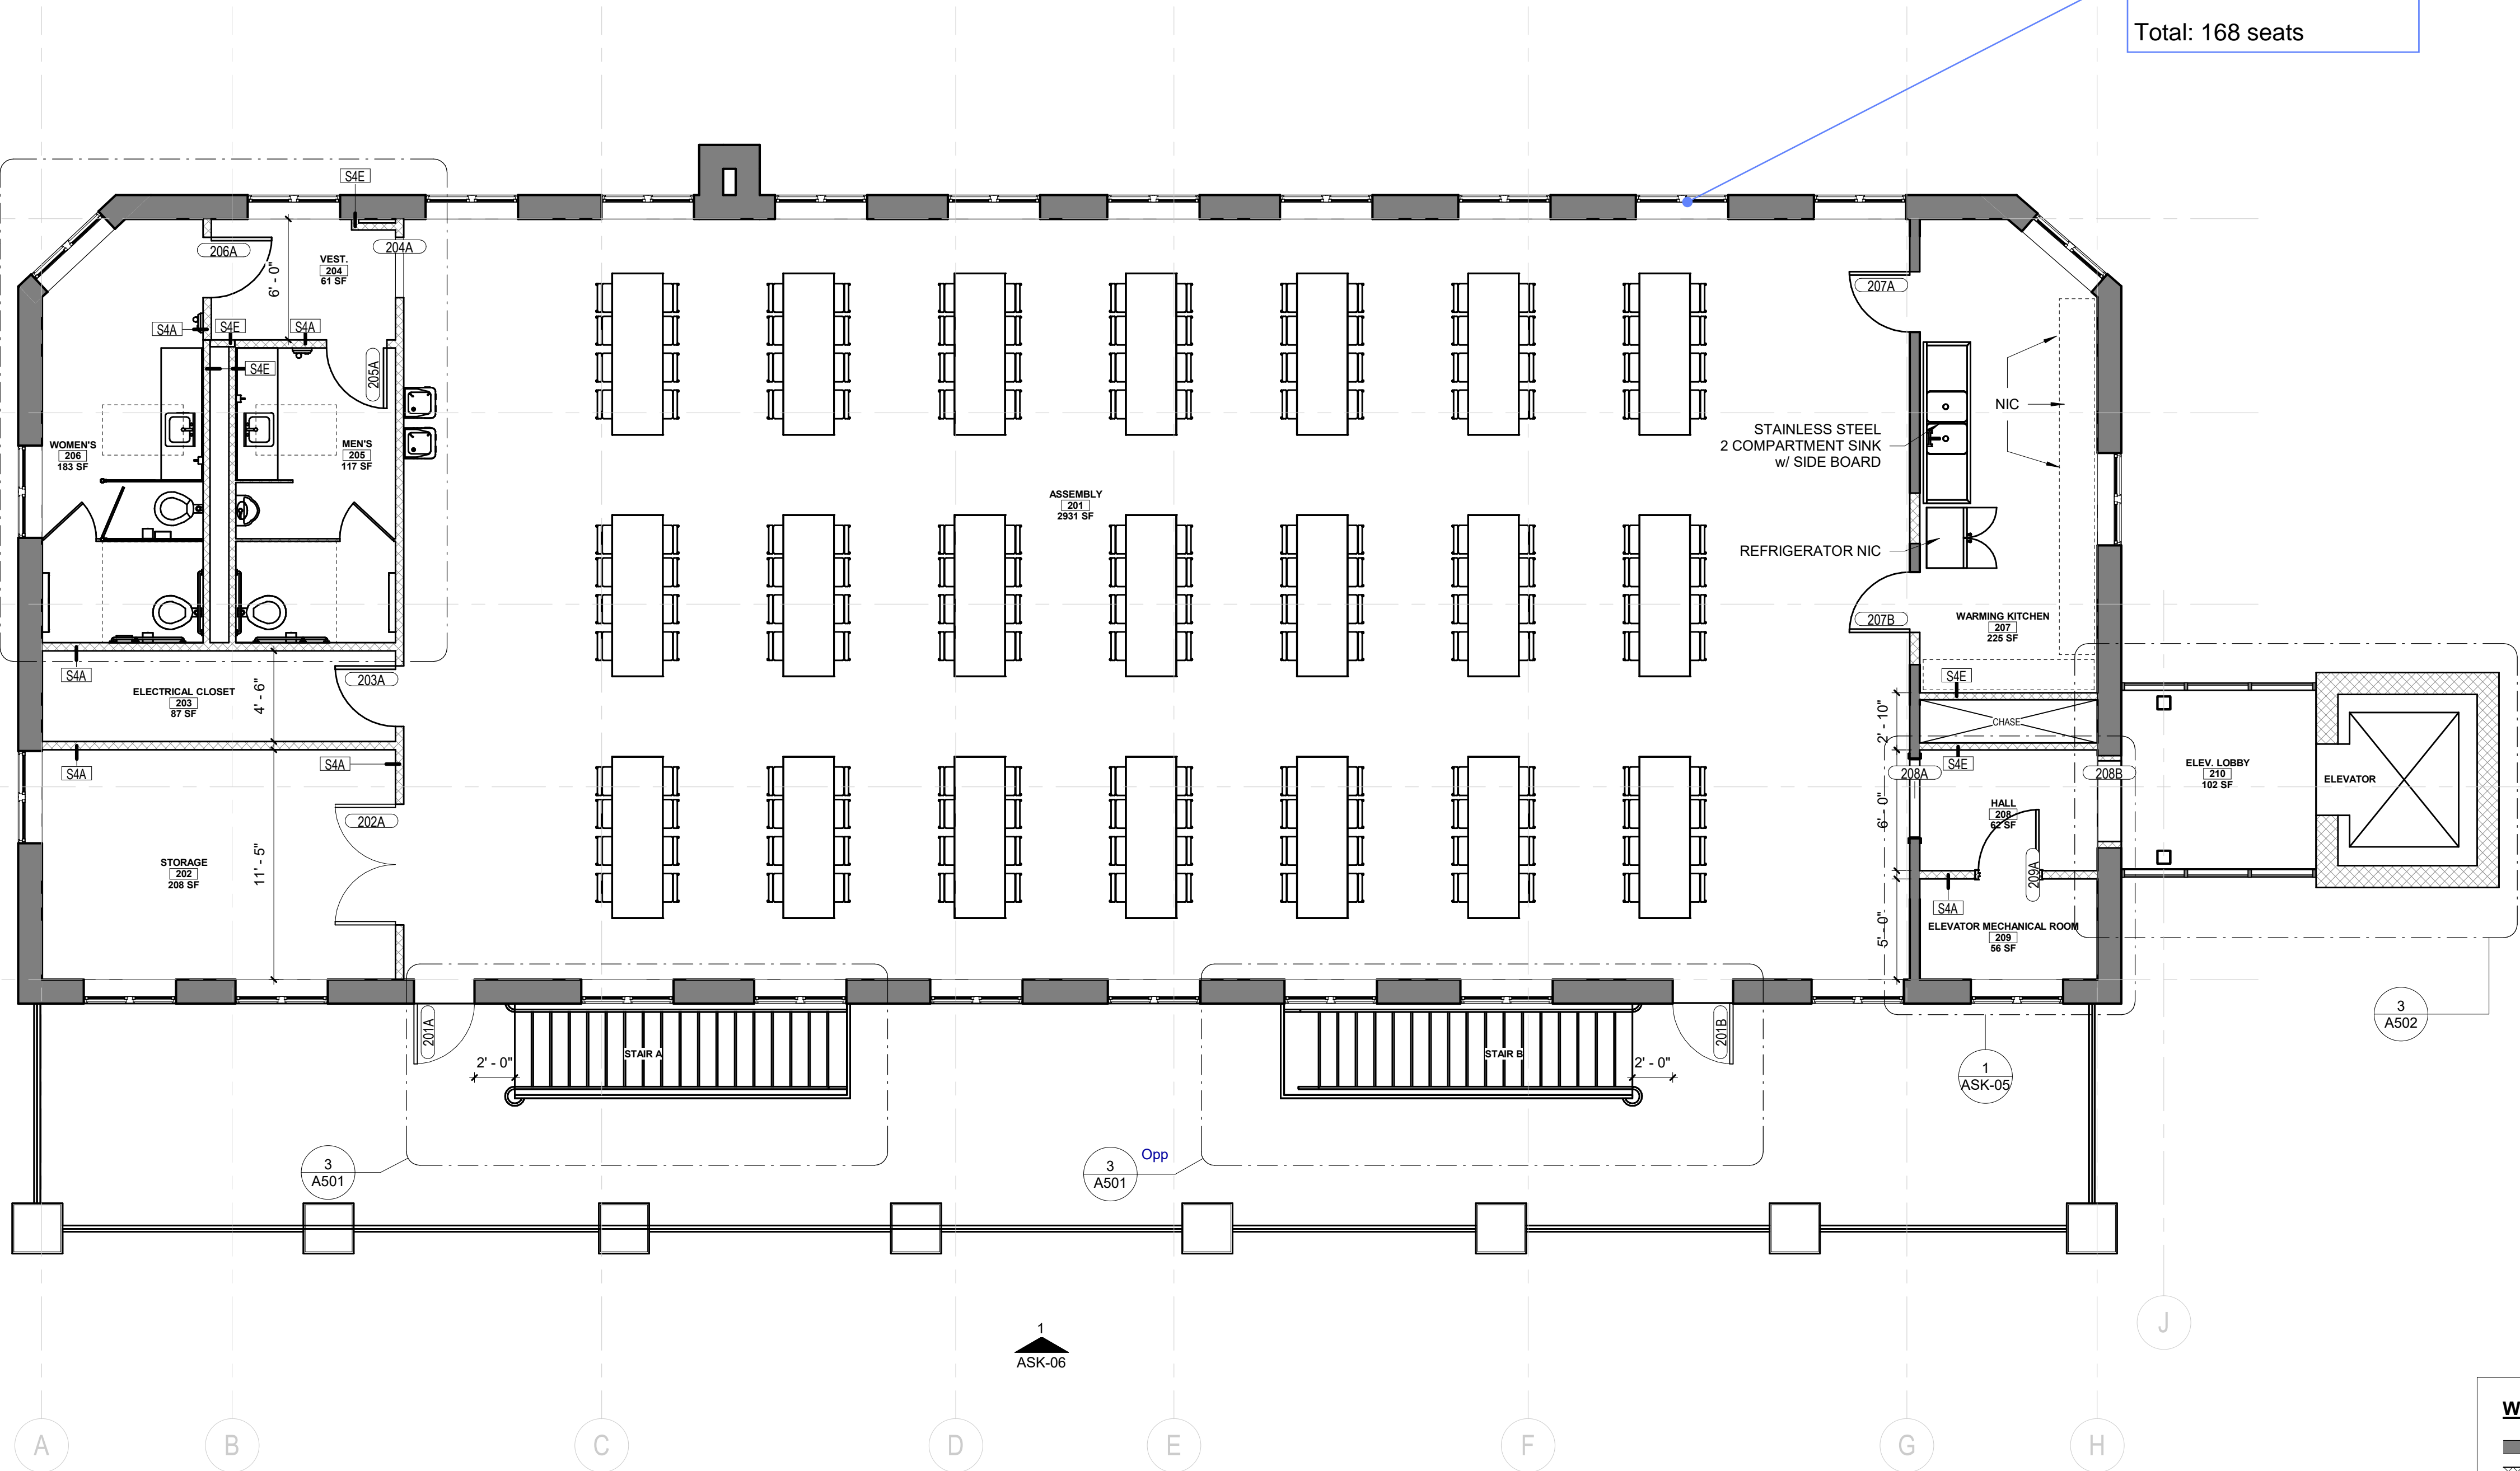 Total: 168 seats
S4E
206A
204A
VEST.
204
61 SF
6' - 0"
207A
S4A
S4E
S4A
S4E
205A
NIC
STAINLESS STEEL
2 COMPARTMENT SINK
w/ SIDE BOARD
WOMEN'S
206
183 SF
MEN'S
205
117 SF
ASSEMBLY
201
2931 SF
REFRIGERATOR NIC
207B
WARMING KITCHEN
207
225 SF
S4A
203A
S4E
ELECTRICAL CLOSET
203
87 SF
4' - 6"
2' - 10"
CHASE
S4A
S4A
S4E
208A
208B
ELEV. LOBBY
210
102 SF
ELEVATOR
202A
HALL
208
62 SF
6' - 0"
11' - 5"
STORAGE
202
208 SF
209A
S4A
ELEVATOR MECHANICAL ROOM
209
56 SF
5' - 0"
3
A502
201A
STAIR A
2' - 0"
STAIR B
2' - 0"
201B
1
ASK-05
3
A501
3
A501
Opp
1
ASK-06
J
W
A
B
C
D
E
F
G
H